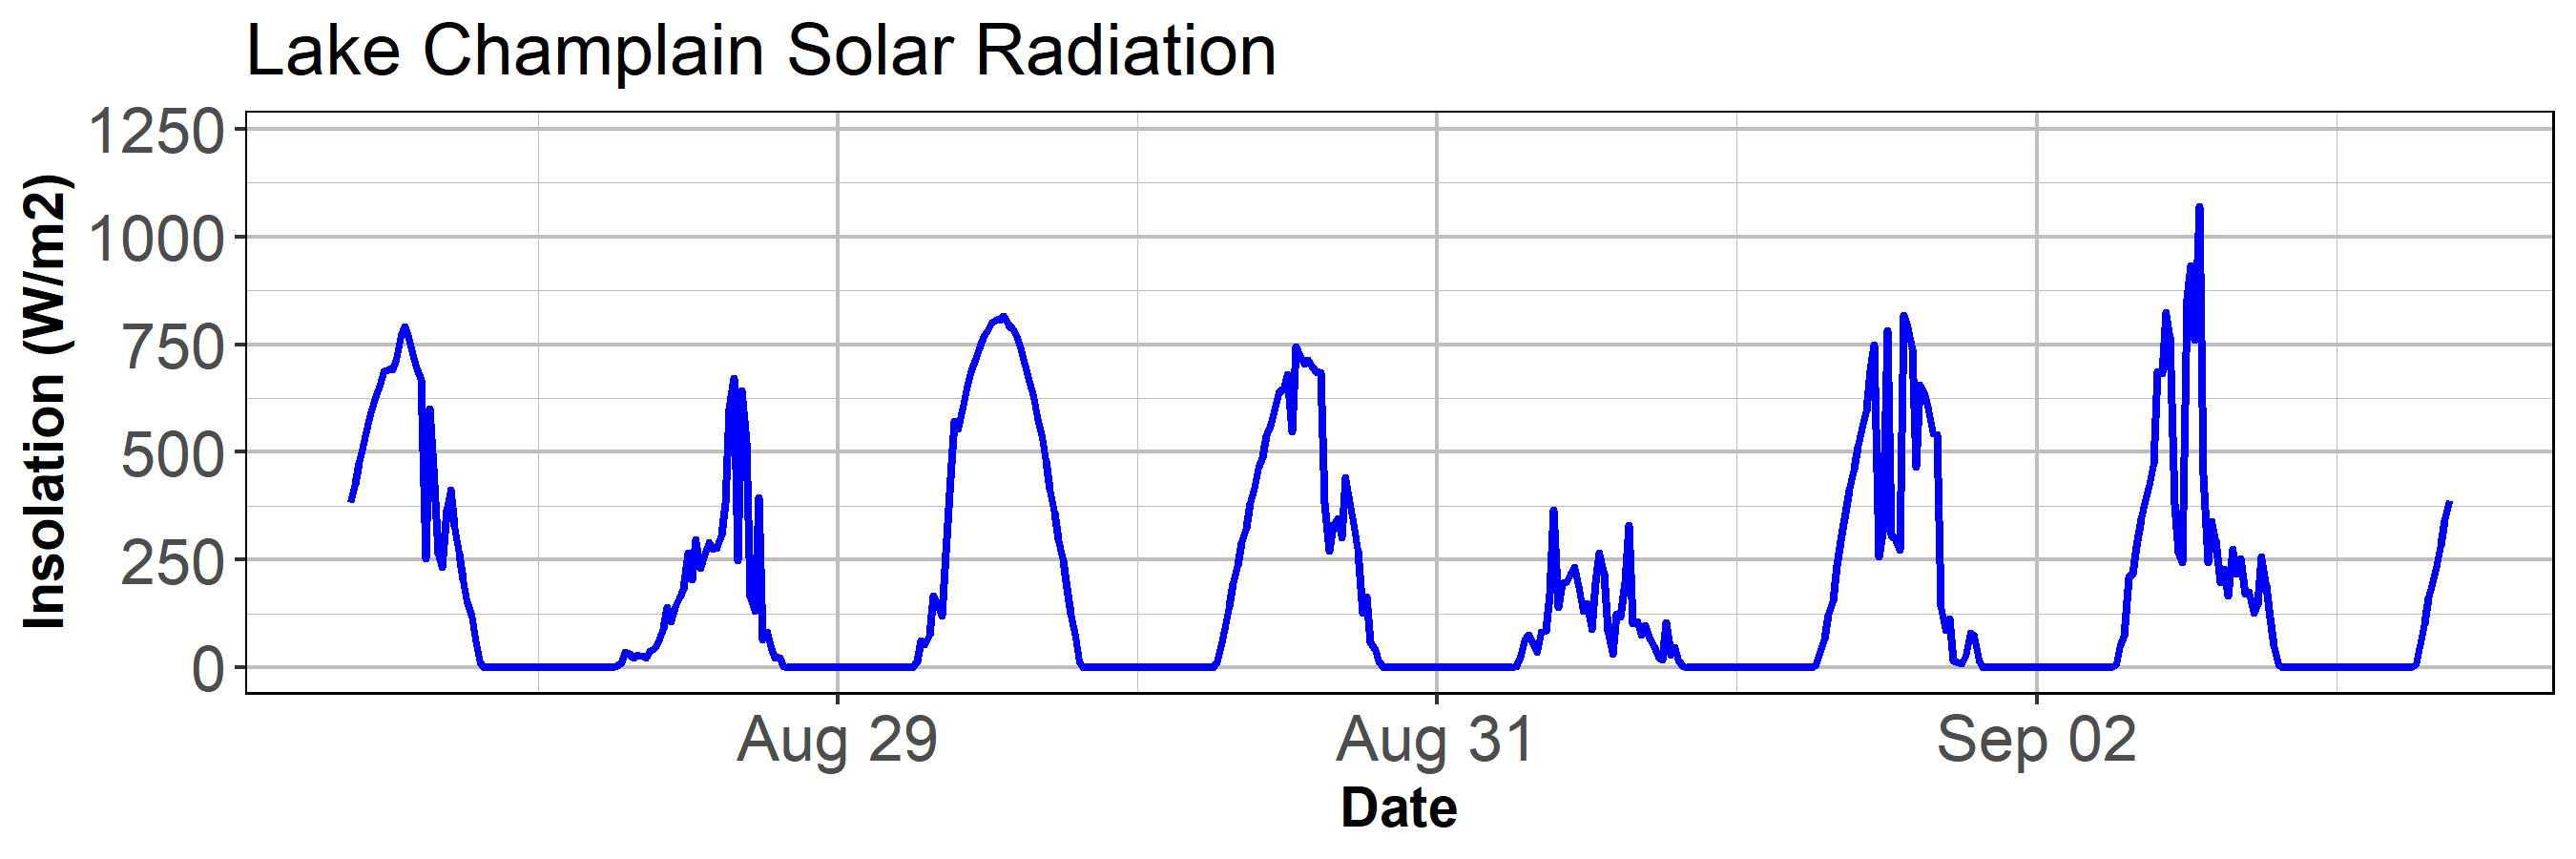 Lake Champlain Solar Radiation
1250
1000
750
500
250
0
Insolation (W/m2)
Aug 29
Aug 31
Sep 02
Date